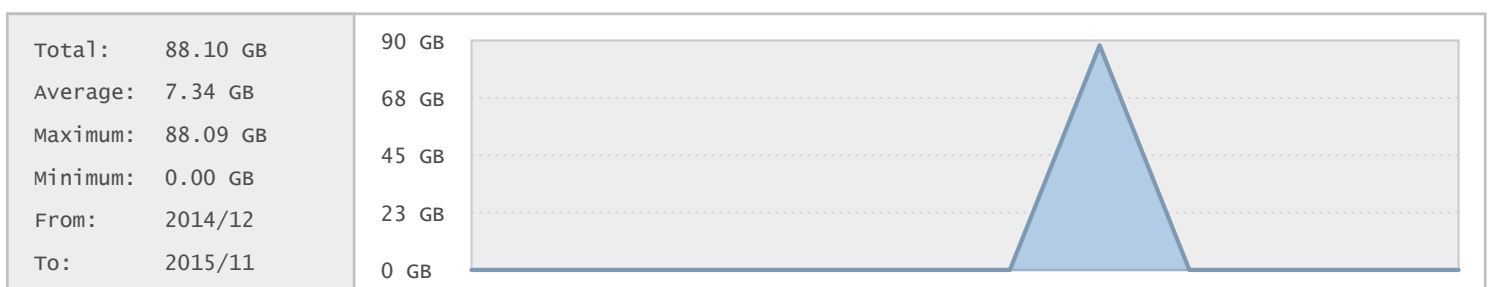 Total: 88.10 GB
Average: 7.34 GB
Maximum: 88.09 GB
Minimum: 0.00 GB
From: 2014/12
To: 2015/11
90 GB
68 GB
45 GB
23 GB
0 GB